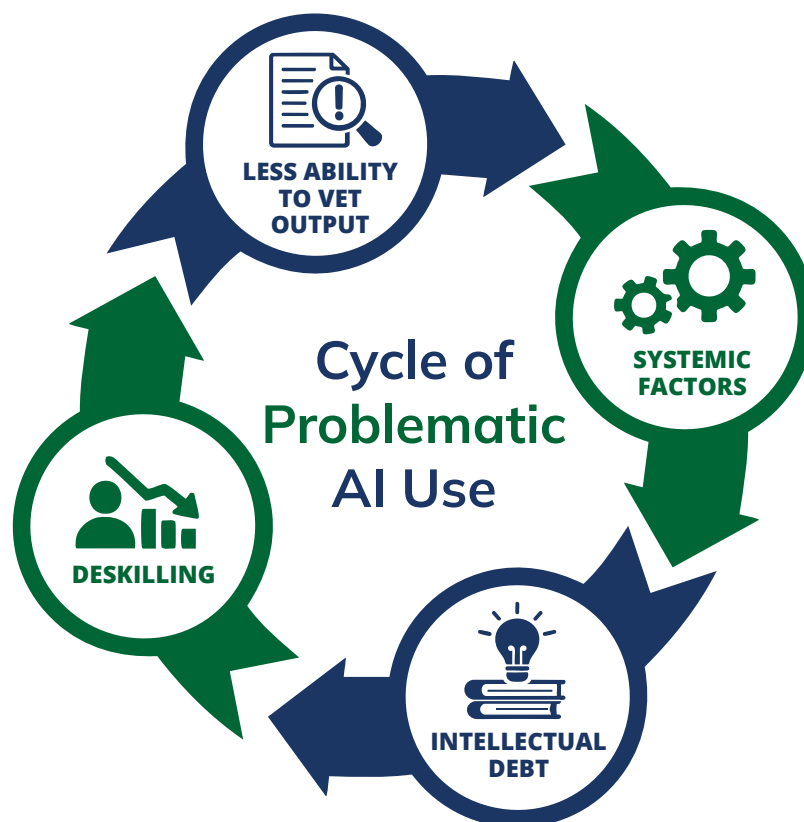 LESS ABILITY
TO VET
OUTPUT
SYSTEMIC
FACTORS
Cycle of
Problematic
AI Use
DESKILLING
INTELLECTUAL
DEBT